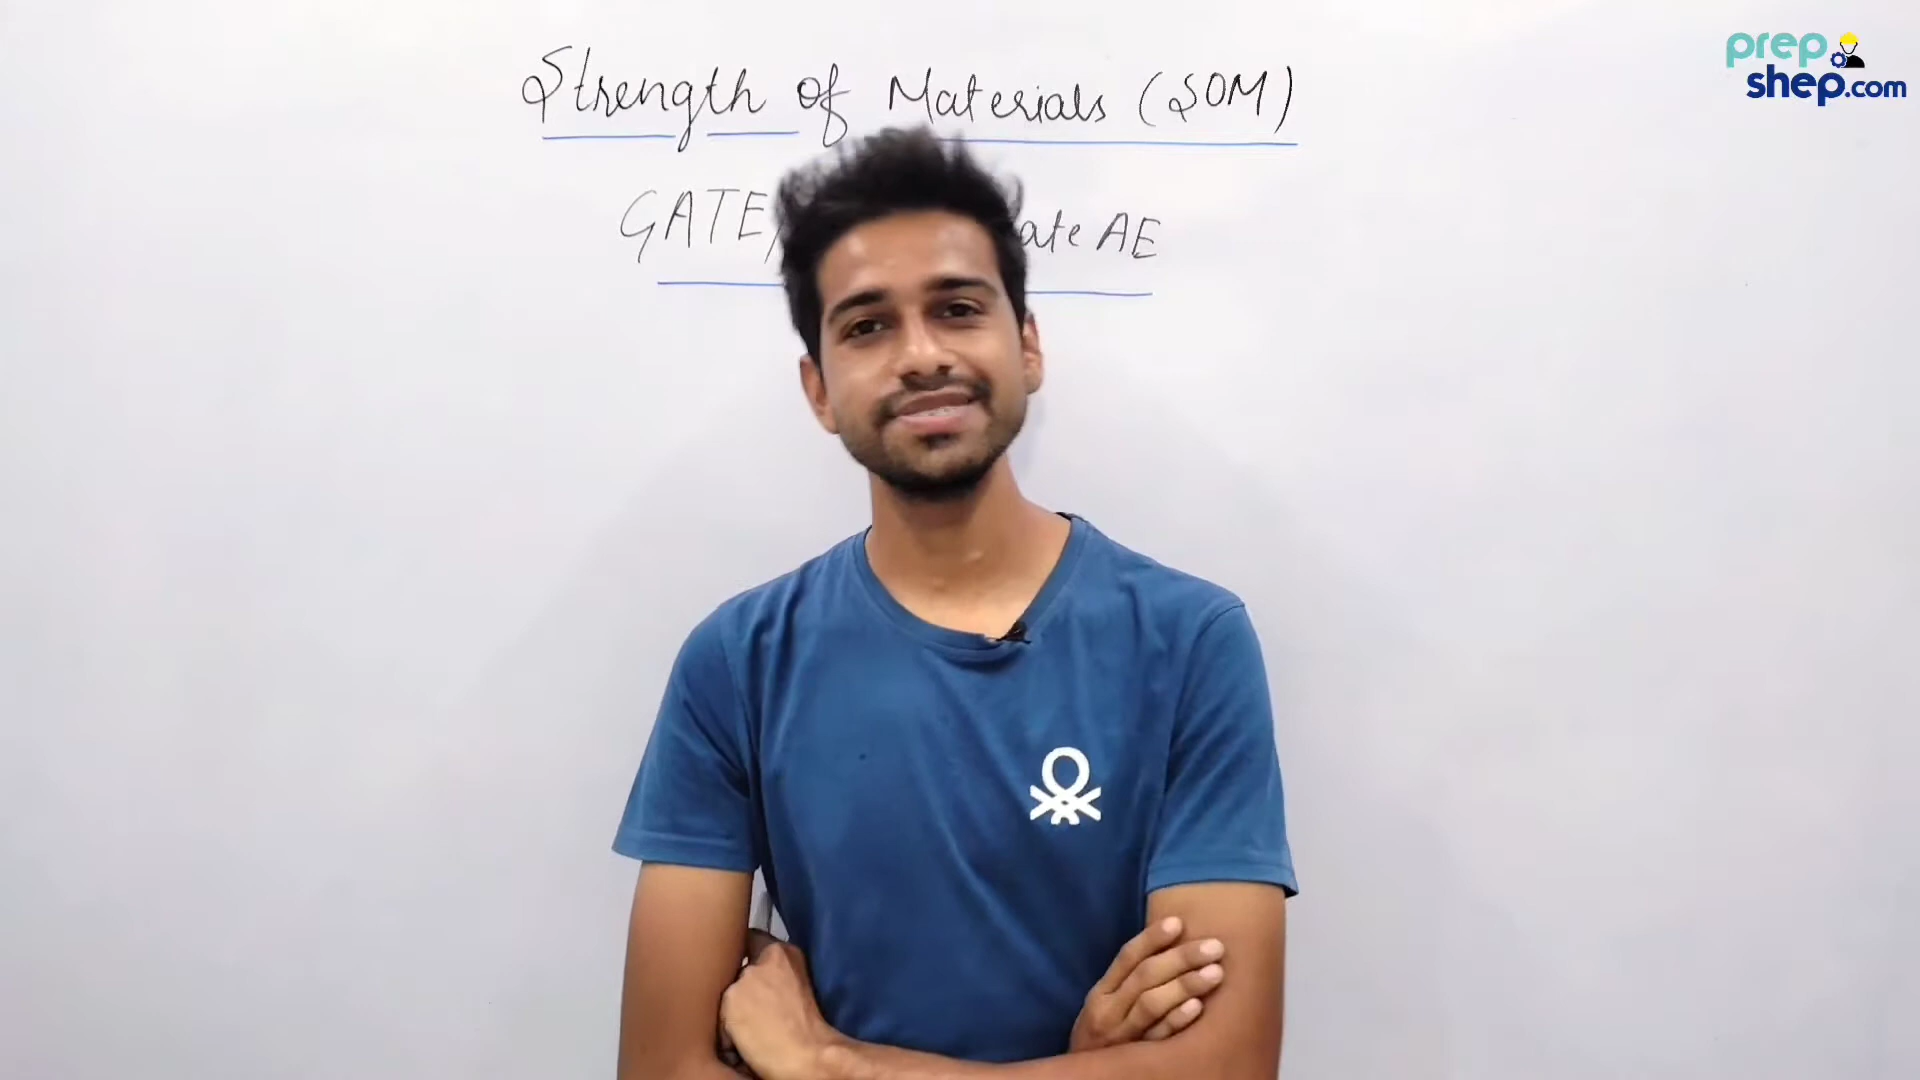 Strength of Materials (SOM)
GATE, ate AE
prep
shep.com